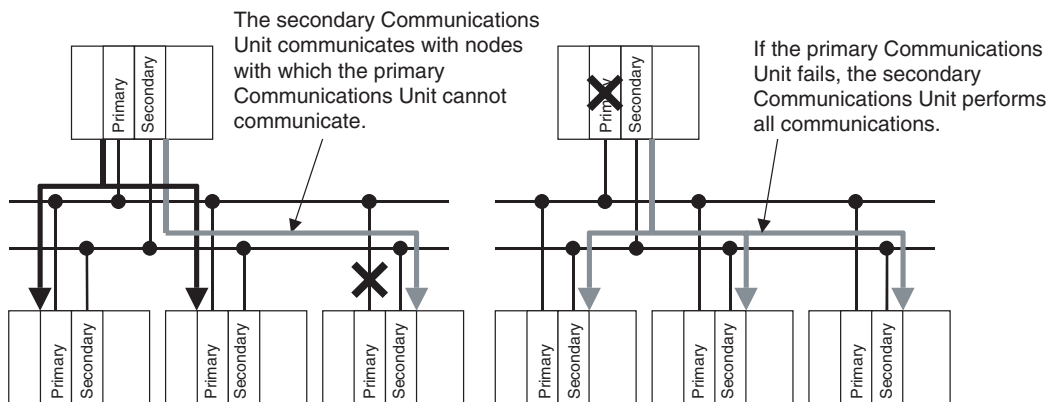 The secondary Communications
Unit communicates with nodes
with which the primary
Communications Unit cannot
communicate.
If the primary Communications
Unit fails, the secondary
Communications Unit performs
all communications.
Primary
Secondary
Primary
Secondary
Primary
Secondary
Primary
Secondary
Primary
Secondary
Primary
Secondary
Primary
Secondary
Primary
Secondary